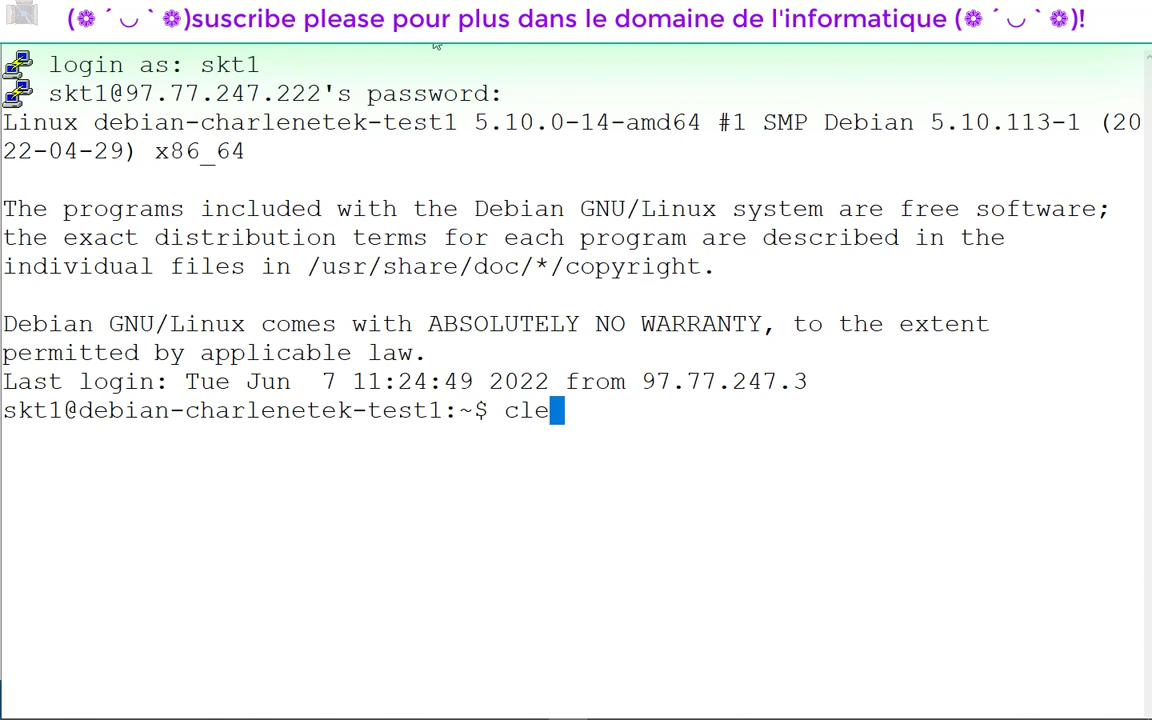 (❁´◡`❁)suscribe please pour plus dans le domaine de l'informatique (❁´◡`❁)!
login as: skt1
skt1@97.77.247.222's password:
Linux debian-charlenetek-test1 5.10.0-14-amd64 #1 SMP Debian 5.10.113-1 (20
22-04-29) x86_64
The programs included with the Debian GNU/Linux system are free software;
the exact distribution terms for each program are described in the
individual files in /usr/share/doc/*/copyright.
Debian GNU/Linux comes with ABSOLUTELY NO WARRANTY, to the extent
permitted by applicable law.
Last login: Tue Jun  7 11:24:49 2022 from 97.77.247.3
skt1@debian-charlenetek-test1:~$ cle